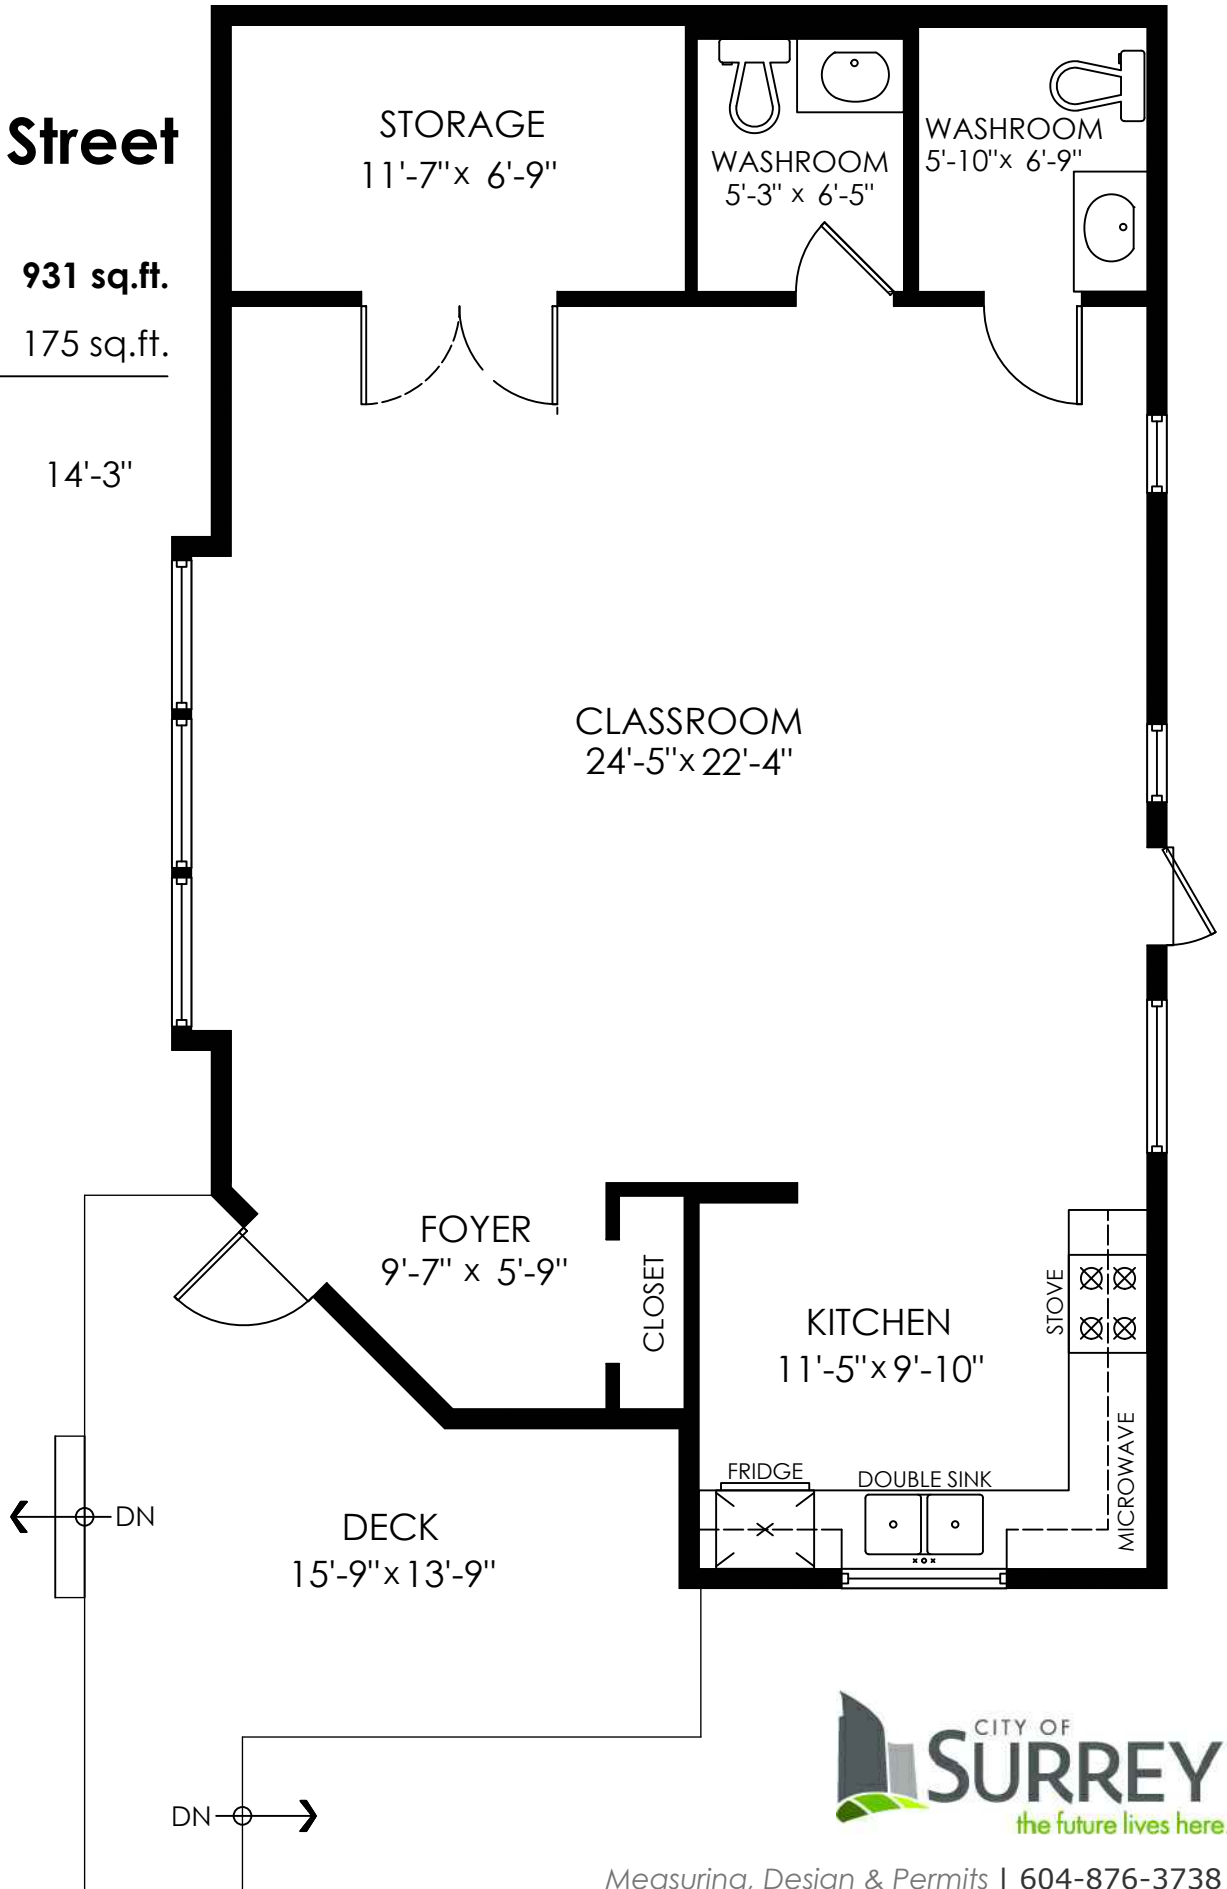 Street
931 sq.ft.
175 sq.ft.
14'-3"
STORAGE
11'-7" x 6'-9"
WASHROOM
5'-3" x 6'-5"
WASHROOM
5'-10" x 6'-9"
CLASSROOM
24'-5" x 22'-4"
FOYER
9'-7" x 5'-9"
CLOSET
KITCHEN
11'-5" x 9'-10"
STOVE
MICROWAVE
FRIDGE
DOUBLE SINK
DN
DECK
15'-9" x 13'-9"
DN
CITY OF
SURREY
the future lives here
Measuring, Design & Permits | 604-876-3738